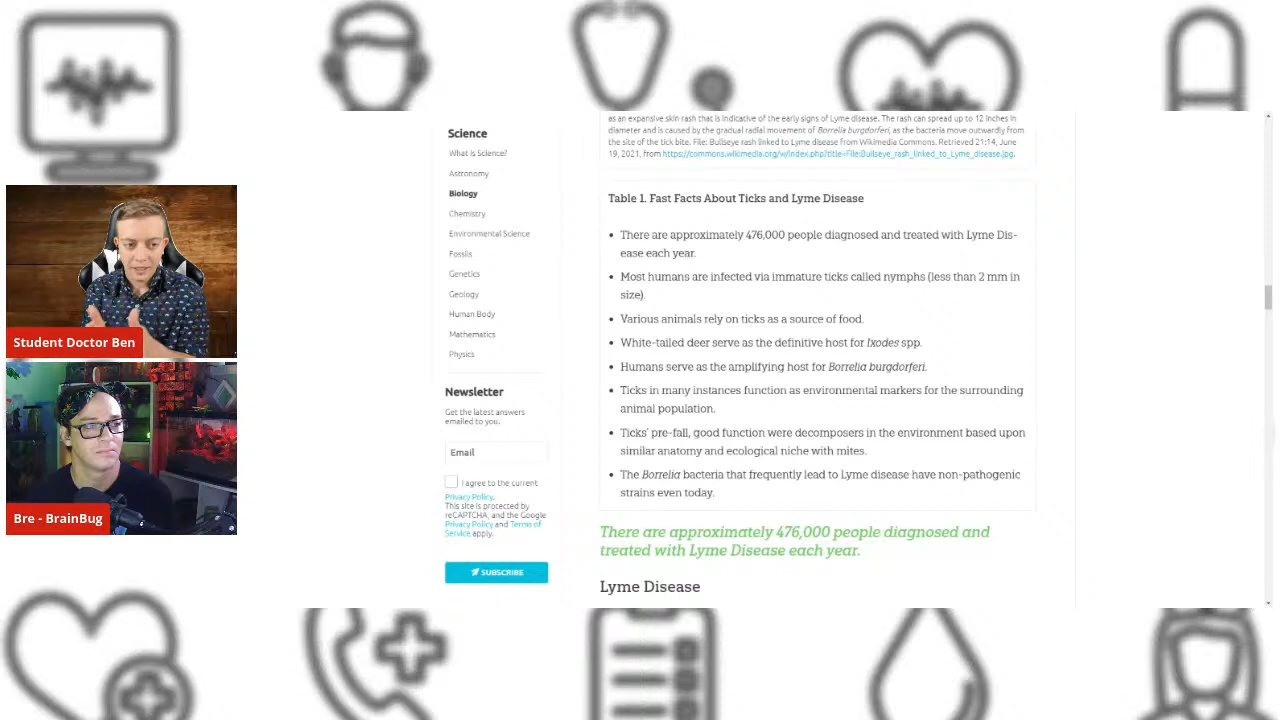 Student Doctor Ben
Bre - BrainBug
Science
What Is Science?
Astronomy
Biology
Chemistry
Environmental Science
Fossils
Genetics
Geology
Human Body
Mathematics
Physics
Newsletter
Get the latest answers
emailed to you.
Email
I agree to the current
Privacy Policy.
This site is protected by
reCAPTCHA, and the Google
Privacy Policy and Terms of
Service apply.
SUBSCRIBE
as an expansive skin rash that is indicative of the early signs of Lyme disease. The rash can spread up to 12 inches in
diameter and is caused by the gradual radial movement of Borrelia burgdorferi, as the bacteria move outwardly from
the site of the tick bite. File: Bullseye rash linked to Lyme disease from Wikimedia Commons. Retrieved 21:14, June
19, 2021, from https://commons.wikimedia.org/w/index.php?title=File:Bullseye_rash_linked_to_Lyme_disease.jpg.
Table 1. Fast Facts About Ticks and Lyme Disease
• There are approximately 476,000 people diagnosed and treated with Lyme Dis-
ease each year.
• Most humans are infected via immature ticks called nymphs (less than 2 mm in
size).
• Various animals rely on ticks as a source of food.
• White-tailed deer serve as the definitive host for Ixodes spp.
• Humans serve as the amplifying host for Borrelia burgdorferi.
• Ticks in many instances function as environmental markers for the surrounding
animal population.
• Ticks’ pre-fall, good function were decomposers in the environment based upon
similar anatomy and ecological niche with mites.
• The Borrelia bacteria that frequently lead to Lyme disease have non-pathogenic
strains even today.
There are approximately 476,000 people diagnosed and
treated with Lyme Disease each year.
Lyme Disease